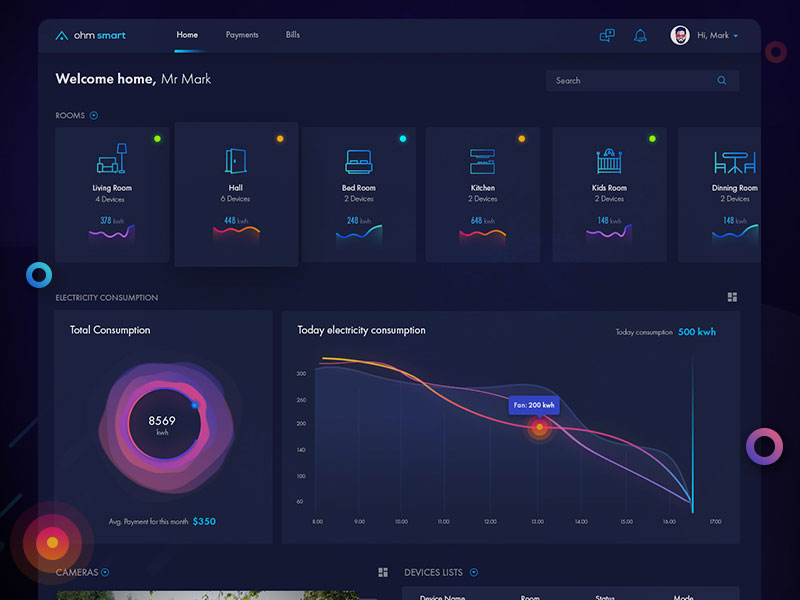 ohm smart
Home
Payments
Bills
Hi, Mark
Welcome home, Mr Mark
Search
ROOMS
Living Room
4 Devices
378 kwh
Hall
6 Devices
448 kwh
Bed Room
2 Devices
248 kwh
Kitchen
2 Devices
648 kwh
Kids Room
2 Devices
148 kwh
Dinning Room
2 Devices
148 kwh
ELECTRICITY CONSUMPTION
Total Consumption
8569
kwh
Avg. Payment for this month $350
Today electricity consumption
Today consumption 500 kwh
300
260
200
140
100
60
Fan: 200 kwh
8.00 9.00 10.00 11.00 12.00 13.00 14.00 15.00 16.00 17.00
CAMERAS
DEVICES LISTS
Device Name Room Status Mode